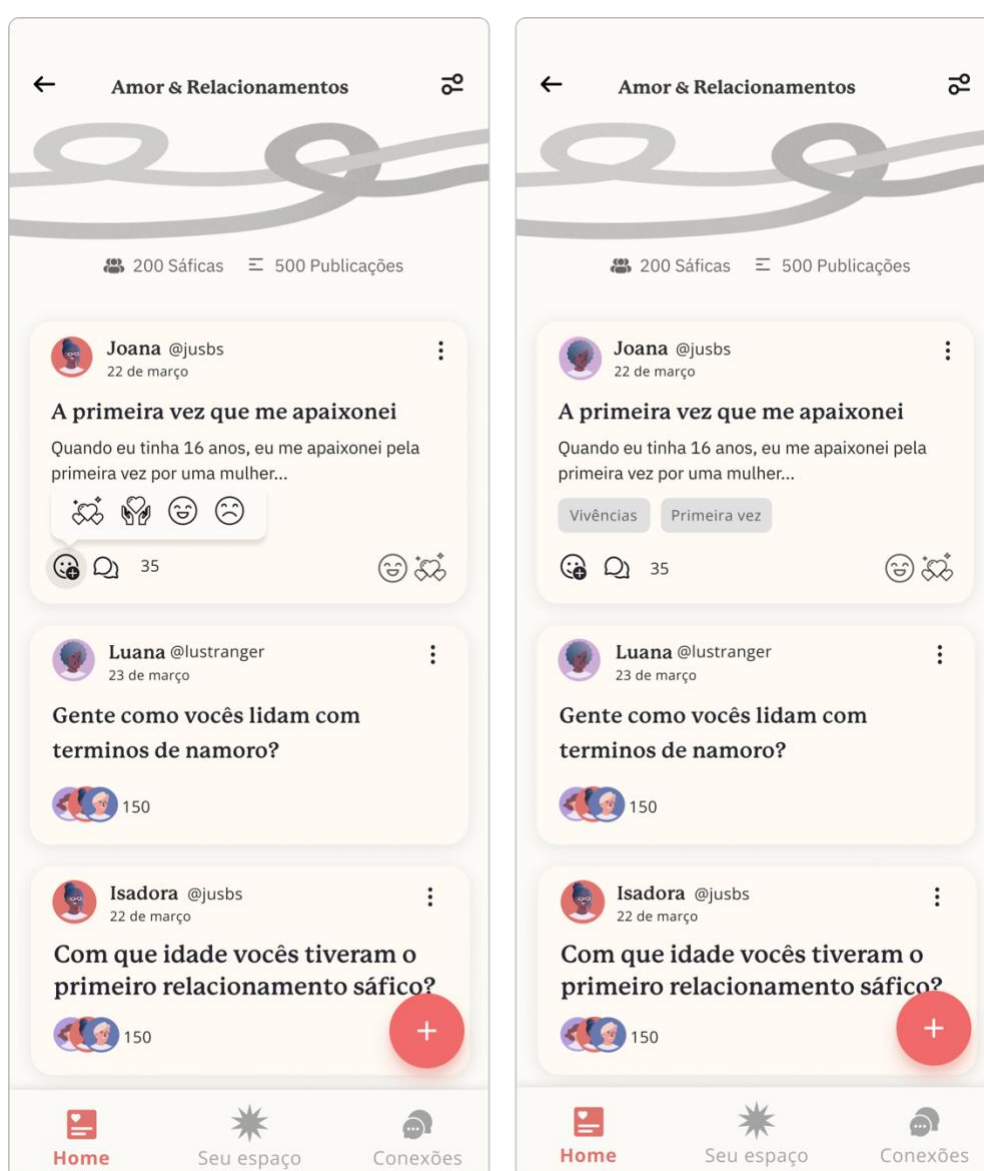 Amor & Relacionamentos
200 Sáficas 500 Publicações
Joana @jusbs
22 de março
A primeira vez que me apaixonei
Quando eu tinha 16 anos, eu me apaixonei pela
primeira vez por uma mulher...
35
Luana @lustranger
23 de março
Gente como vocês lidam com
terminos de namoro?
150
Isadora @jusbs
22 de março
Com que idade vocês tiveram o
primeiro relacionamento sáfico?
150
+
Home Seu espaço Conexões
Amor & Relacionamentos
200 Sáficas 500 Publicações
Joana @jusbs
22 de março
A primeira vez que me apaixonei
Quando eu tinha 16 anos, eu me apaixonei pela
primeira vez por uma mulher...
Vivências Primeira vez
35
Luana @lustranger
23 de março
Gente como vocês lidam com
terminos de namoro?
150
Isadora @jusbs
22 de março
Com que idade vocês tiveram o
primeiro relacionamento sáfico?
150
+
Home Seu espaço Conexões